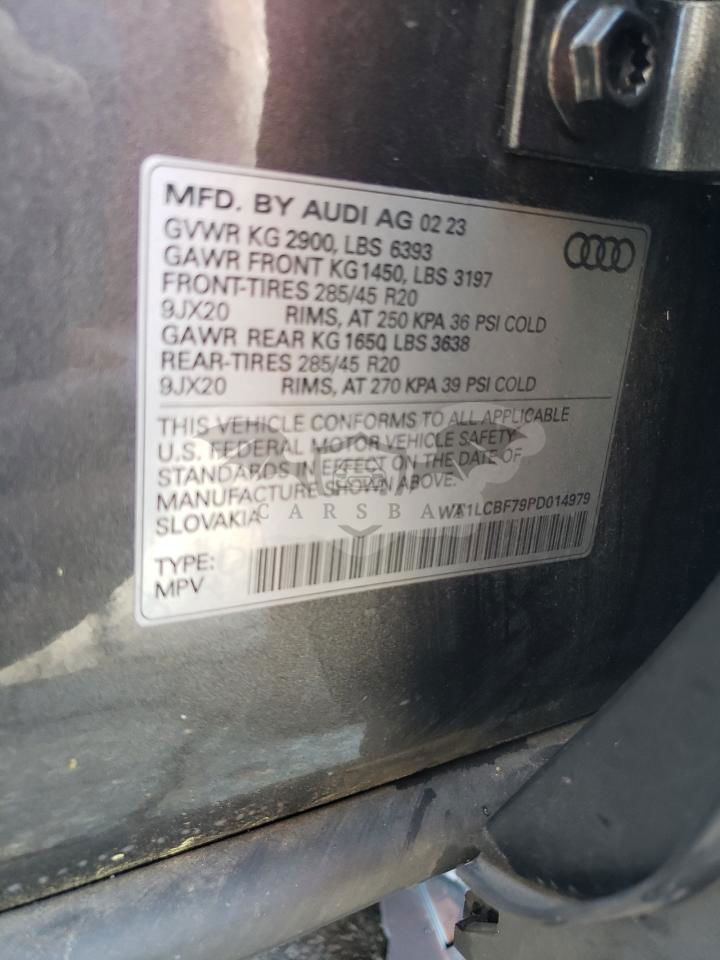 MFD. BY AUDI AG 02 23
GVWR KG 2900, LBS 6393
GAWR FRONT KG1450, LBS 3197
FRONT-TIRES 285/45 R20
9JX20 RIMS, AT 250 KPA 36 PSI COLD
GAWR REAR KG 1650, LBS 3638
REAR-TIRES 285/45 R20
9JX20 RIMS, AT 270 KPA 39 PSI COLD
THIS VEHICLE CONFORMS TO ALL APPLICABLE
U.S. FEDERAL MOTOR VEHICLE SAFETY
STANDARDS IN EFFECT ON THE DATE OF
MANUFACTURE SHOWN ABOVE.
SLOVAKIA WA1LCBF79PD014979
TYPE:
MPV